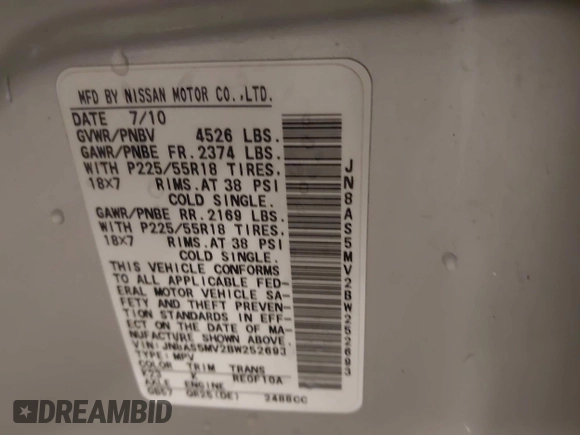 MFD BY NISSAN MOTOR CO.,LTD.
DATE 7/10
GVWR/PNBV 4526 LBS.
GAWR/PNBE FR. 2374 LBS.
WITH P225/55R18 TIRES.
18X7 RIMS.AT 38 PSI
COLD SINGLE.
GAWR/PNBE RR. 2169 LBS.
WITH P225/55R18 TIRES.
18X7 RIMS.AT 38 PSI
COLD SINGLE.
THIS VEHICLE CONFORMS
TO ALL APPLICABLE FED-
ERAL MOTOR VEHICLE SA-
FETY AND THEFT PREVEN-
TION STANDARDS IN EFF-
ECT ON THE DATE OF MA-
NUFACTURE SHOWN ABOVE.
VIN:JN8AS5MV2BW252693
TYPE:MPV
COLOR TRIM TRANS
K23 K RE0F10A
AXLE ENGINE
QR25(DE) 2488CC
JN8AS5MV2BW252693
DREAMBID